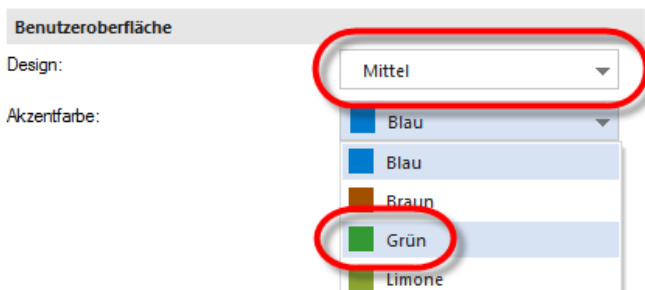 Benutzeroberfläche
Design:
Mittel
Akzentfarbe:
Blau
Blau
Braun
Grün
Limone